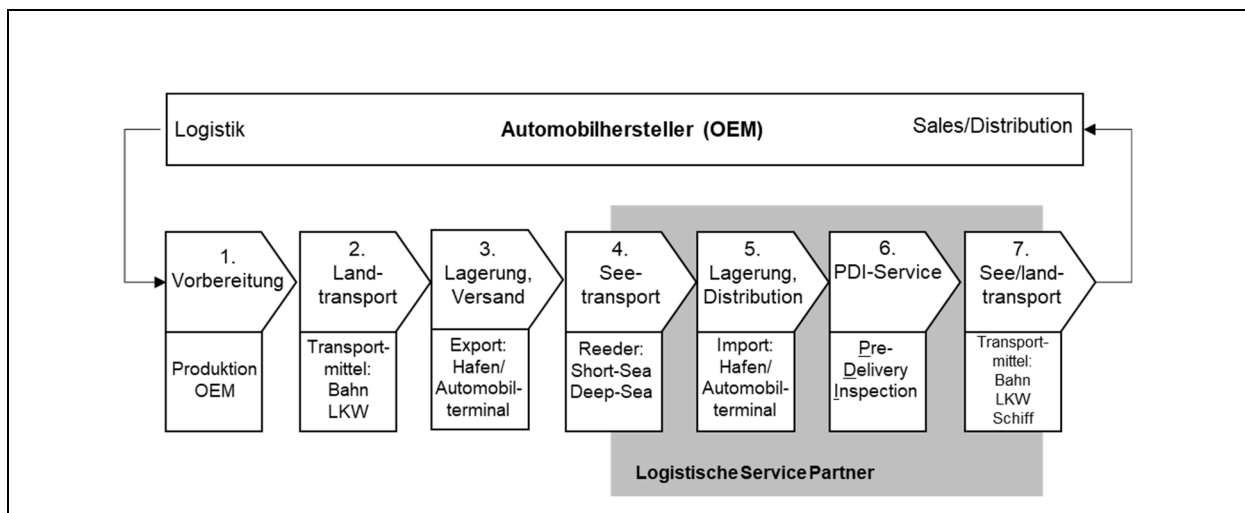 Logistik
Automobilhersteller (OEM)
Sales/Distribution
1.
Vorbereitung
Produktion
OEM
2.
Land-
transport
Transport-
mittel:
Bahn
LKW
3.
Lagerung,
Versand
Export:
Hafen/
Automobil-
terminal
4.
See-
transport
Reeder:
Short-Sea
Deep-Sea
5.
Lagerung,
Distribution
Import:
Hafen/
Automobil-
terminal
6.
PDI-Service
Pre-
Delivery
Inspection
7.
See/land-
transport
Transport-
mittel:
Bahn
LKW
Schiff
Logistische Service Partner